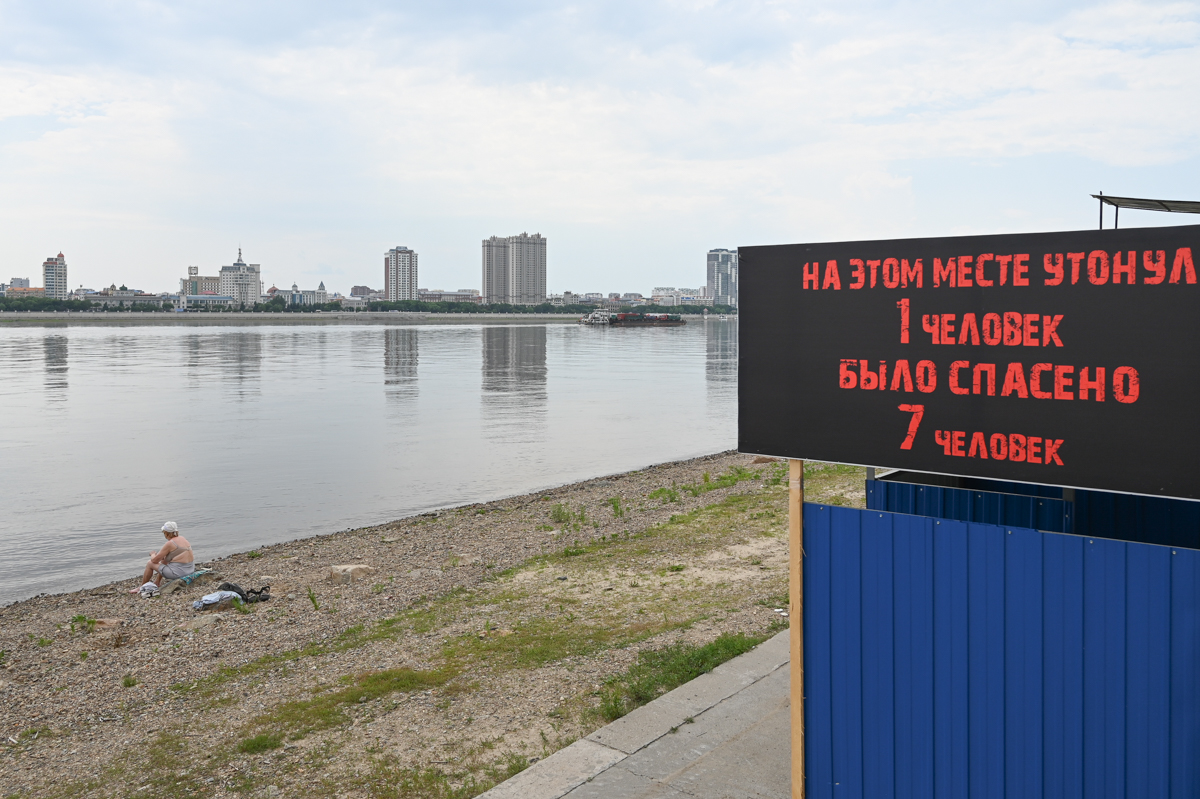 НА ЭТОМ МЕСТЕ УТОНУЛ
1 ЧЕЛОВЕК
БЫЛО СПАСЕНО
7 ЧЕЛОВЕК